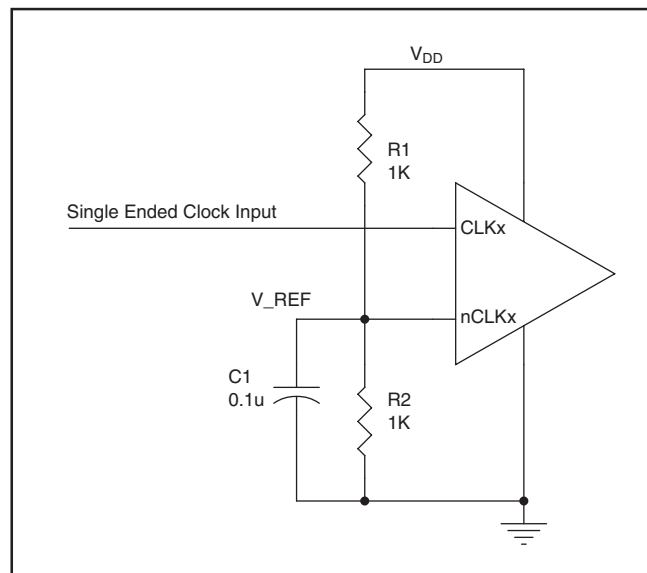 VDD
R1
1K
Single Ended Clock Input
CLKx
V_REF
nCLKx
C1
0.1u
R2
1K